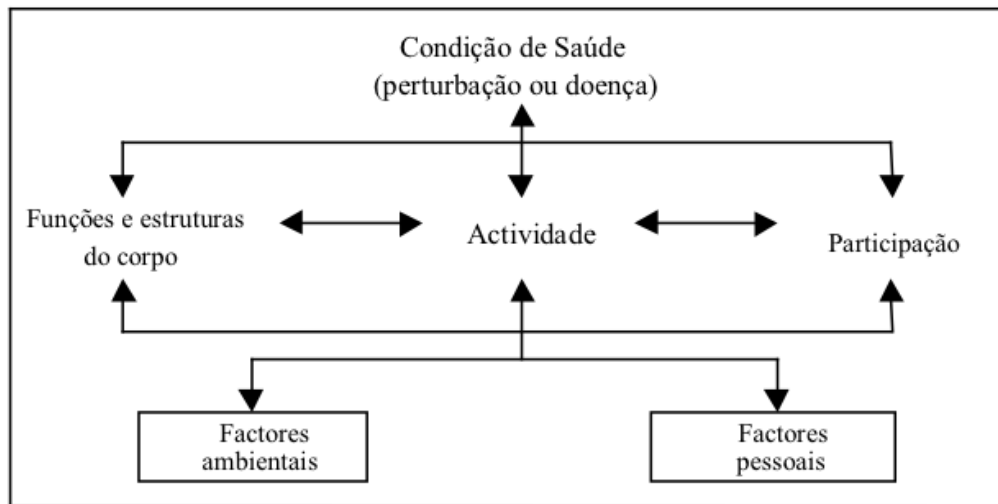 Condição de Saúde
(perturbação ou doença)
Funções e estruturas
do corpo
Actividade
Participação
Factores
ambientais
Factores
pessoais